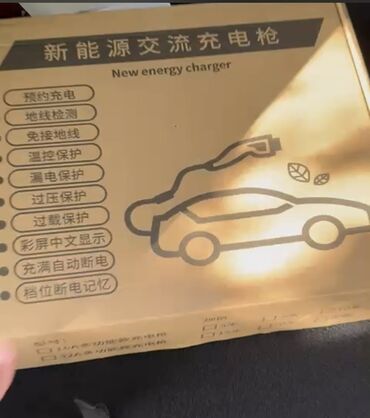 新能源交流充电枪
New energy charger
预约充电
地线检测
免接地线
温控保护
漏电保护
过压保护
过载保护
彩屏中文显示
充满自动断电
档位断电记忆
型号: